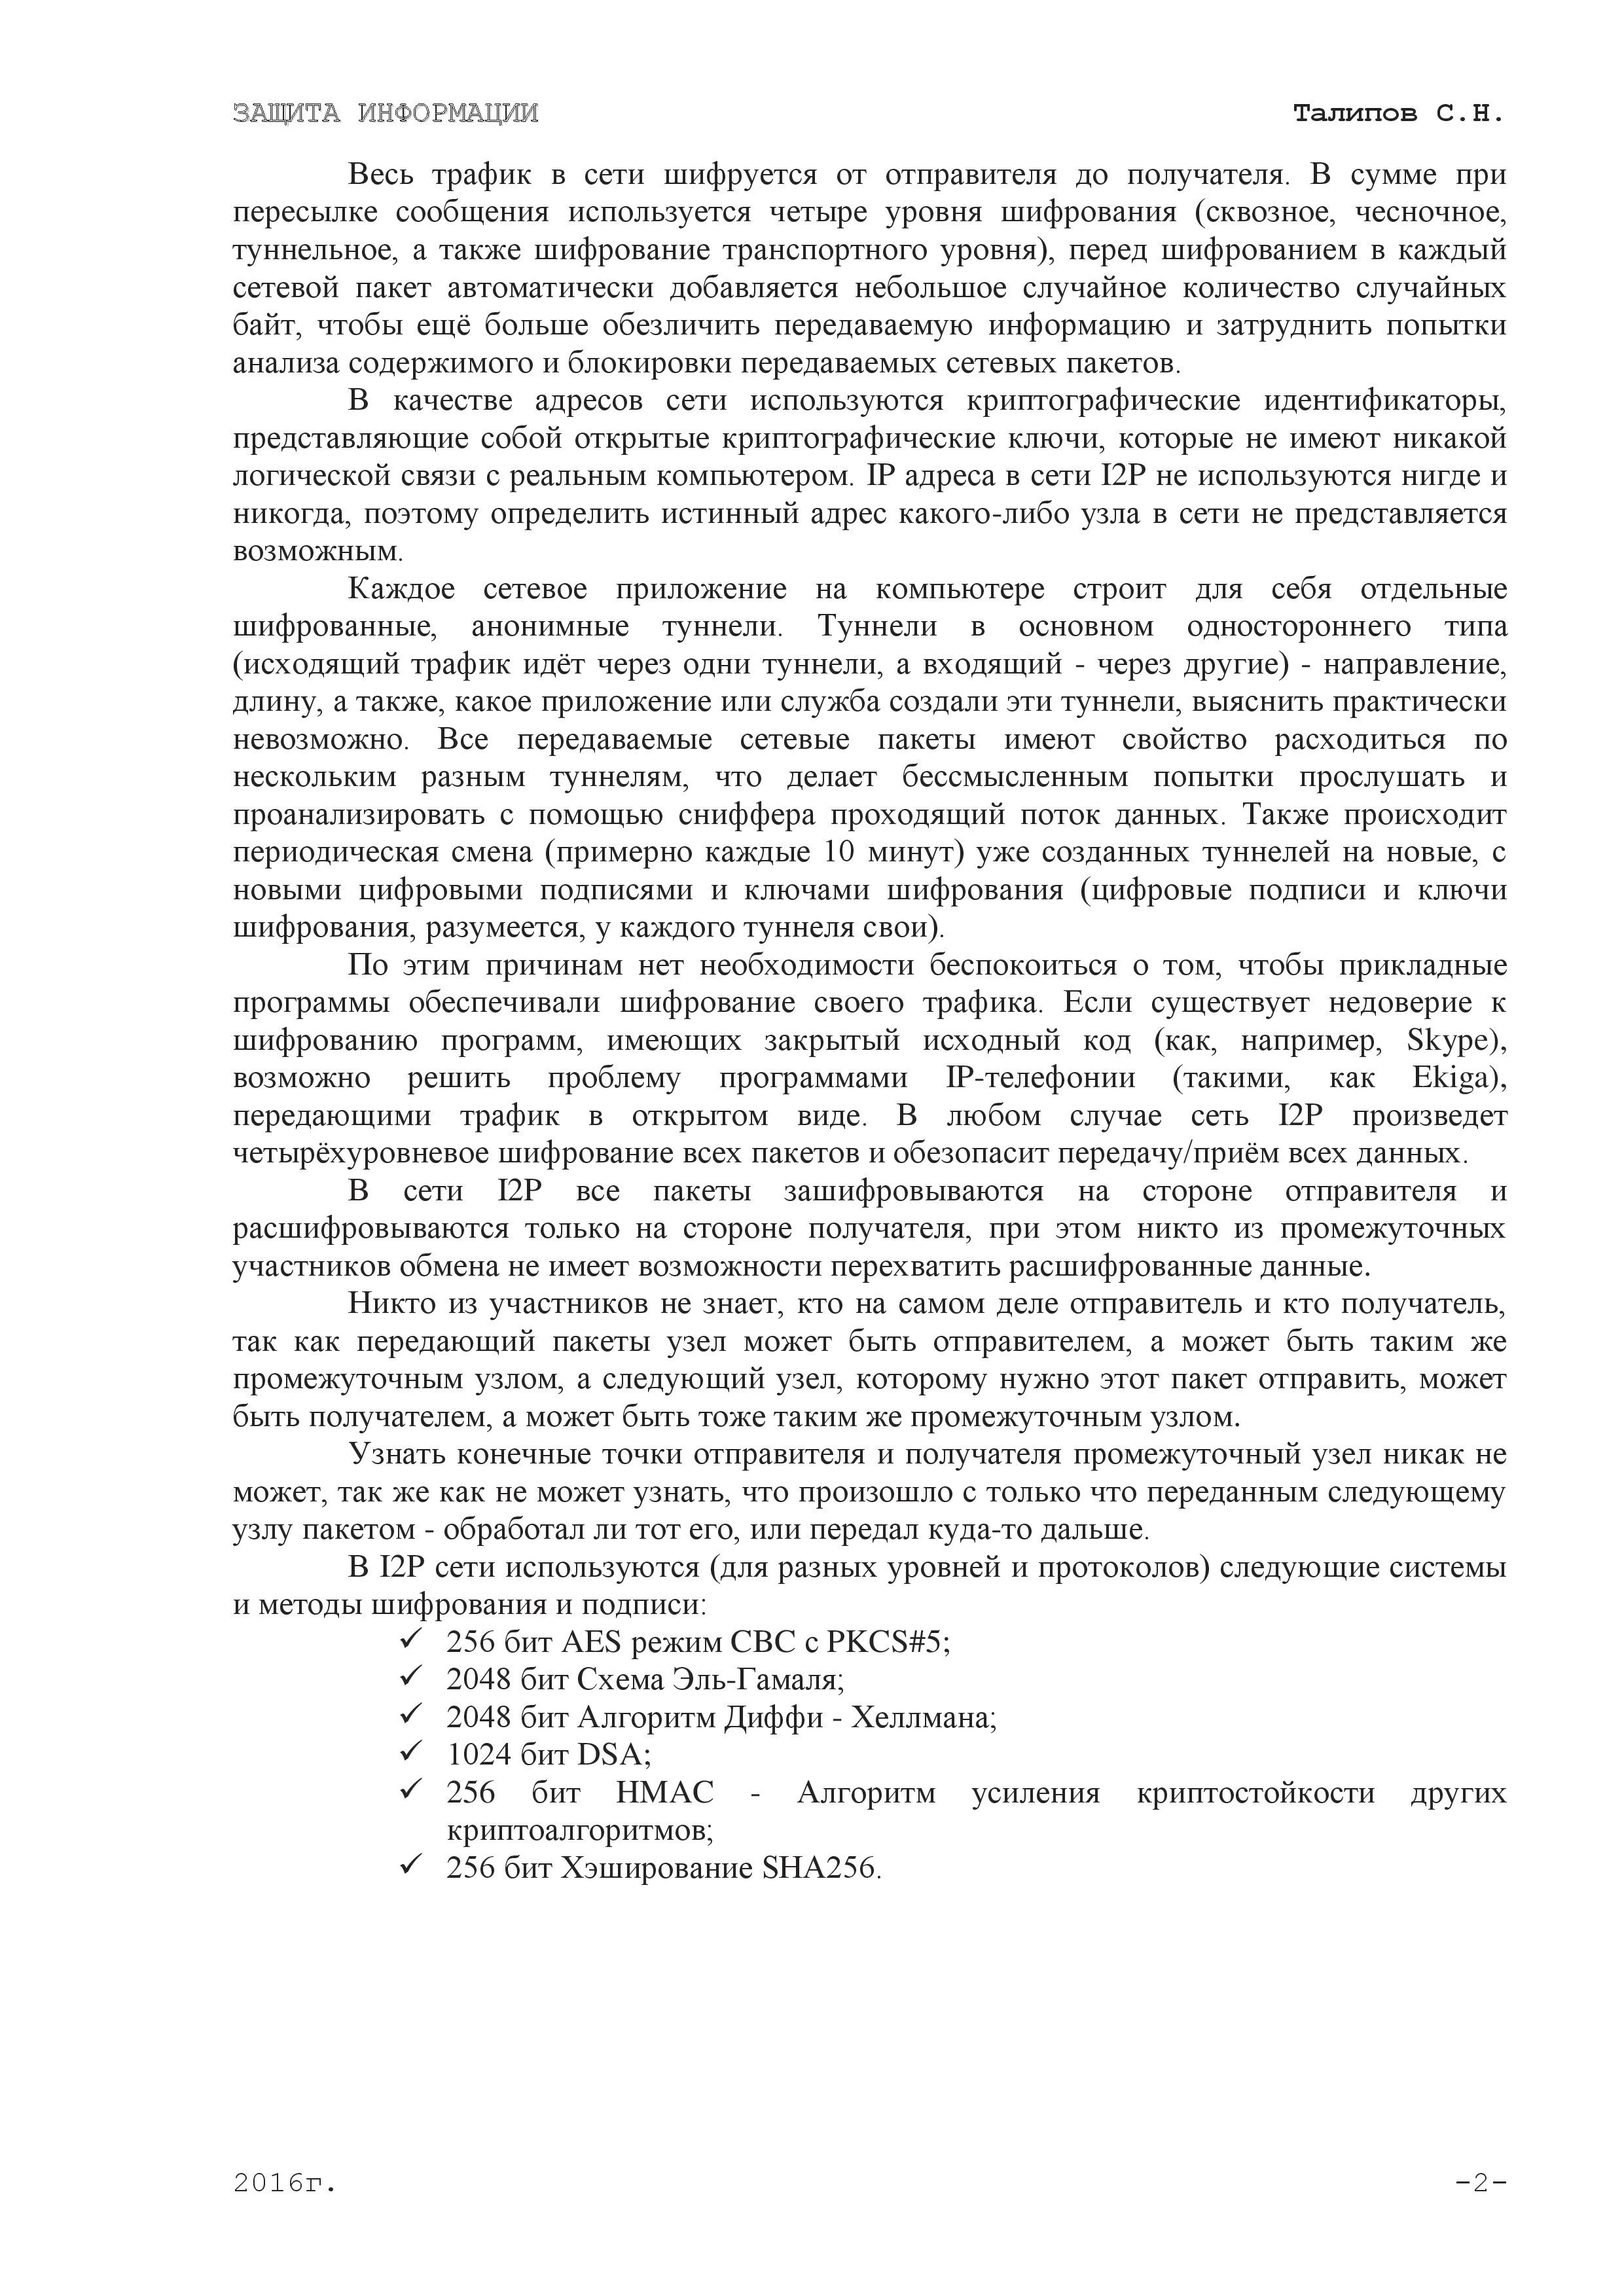 ЗАЩИТА ИНФОРМАЦИИ Талипов С.Н.
Весь трафик в сети шифруется от отправителя до получателя. В сумме при
пересылке сообщения используется четыре уровня шифрования (сквозное, чесночное,
туннельное, а также шифрование транспортного уровня), перед шифрованием в каждый
сетевой пакет автоматически добавляется небольшое случайное количество случайных
байт, чтобы ещё больше обезличить передаваемую информацию и затруднить попытки
анализа содержимого и блокировки передаваемых сетевых пакетов.
В качестве адресов сети используются криптографические идентификаторы,
представляющие собой открытые криптографические ключи, которые не имеют никакой
логической связи с реальным компьютером. IP адреса в сети I2P не используются нигде и
никогда, поэтому определить истинный адрес какого-либо узла в сети не представляется
возможным.
Каждое сетевое приложение на компьютере строит для себя отдельные
шифрованные, анонимные туннели. Туннели в основном одностороннего типа
(исходящий трафик идёт через одни туннели, а входящий - через другие) - направление,
длину, а также, какое приложение или служба создали эти туннели, выяснить практически
невозможно. Все передаваемые сетевые пакеты имеют свойство расходиться по
нескольким разным туннелям, что делает бессмысленным попытки прослушать и
проанализировать с помощью сниффера проходящий поток данных. Также происходит
периодическая смена (примерно каждые 10 минут) уже созданных туннелей на новые, с
новыми цифровыми подписями и ключами шифрования (цифровые подписи и ключи
шифрования, разумеется, у каждого туннеля свои).
По этим причинам нет необходимости беспокоиться о том, чтобы прикладные
программы обеспечивали шифрование своего трафика. Если существует недоверие к
шифрованию программ, имеющих закрытый исходный код (как, например, Skype),
возможно решить проблему программами IP-телефонии (такими, как Ekiga),
передающими трафик в открытом виде. В любом случае сеть I2P произведет
четырёхуровневое шифрование всех пакетов и обезопасит передачу/приём всех данных.
В сети I2P все пакеты зашифровываются на стороне отправителя и
расшифровываются только на стороне получателя, при этом никто из промежуточных
участников обмена не имеет возможности перехватить расшифрованные данные.
Никто из участников не знает, кто на самом деле отправитель и кто получатель,
так как передающий пакеты узел может быть отправителем, а может быть таким же
промежуточным узлом, а следующий узел, которому нужно этот пакет отправить, может
быть получателем, а может быть тоже таким же промежуточным узлом.
Узнать конечные точки отправителя и получателя промежуточный узел никак не
может, так же как не может узнать, что произошло с только что переданным следующему
узлу пакетом - обработал ли тот его, или передал куда-то дальше.
В I2P сети используются (для разных уровней и протоколов) следующие системы
и методы шифрования и подписи:
✓ 256 бит AES режим CBC с PKCS#5;
✓ 2048 бит Схема Эль-Гамаля;
✓ 2048 бит Алгоритм Диффи - Хеллмана;
✓ 1024 бит DSA;
✓ 256 бит HMAC - Алгоритм усиления криптостойкости других
криптоалгоритмов;
✓ 256 бит Хэширование SHA256.
2016г. -2-